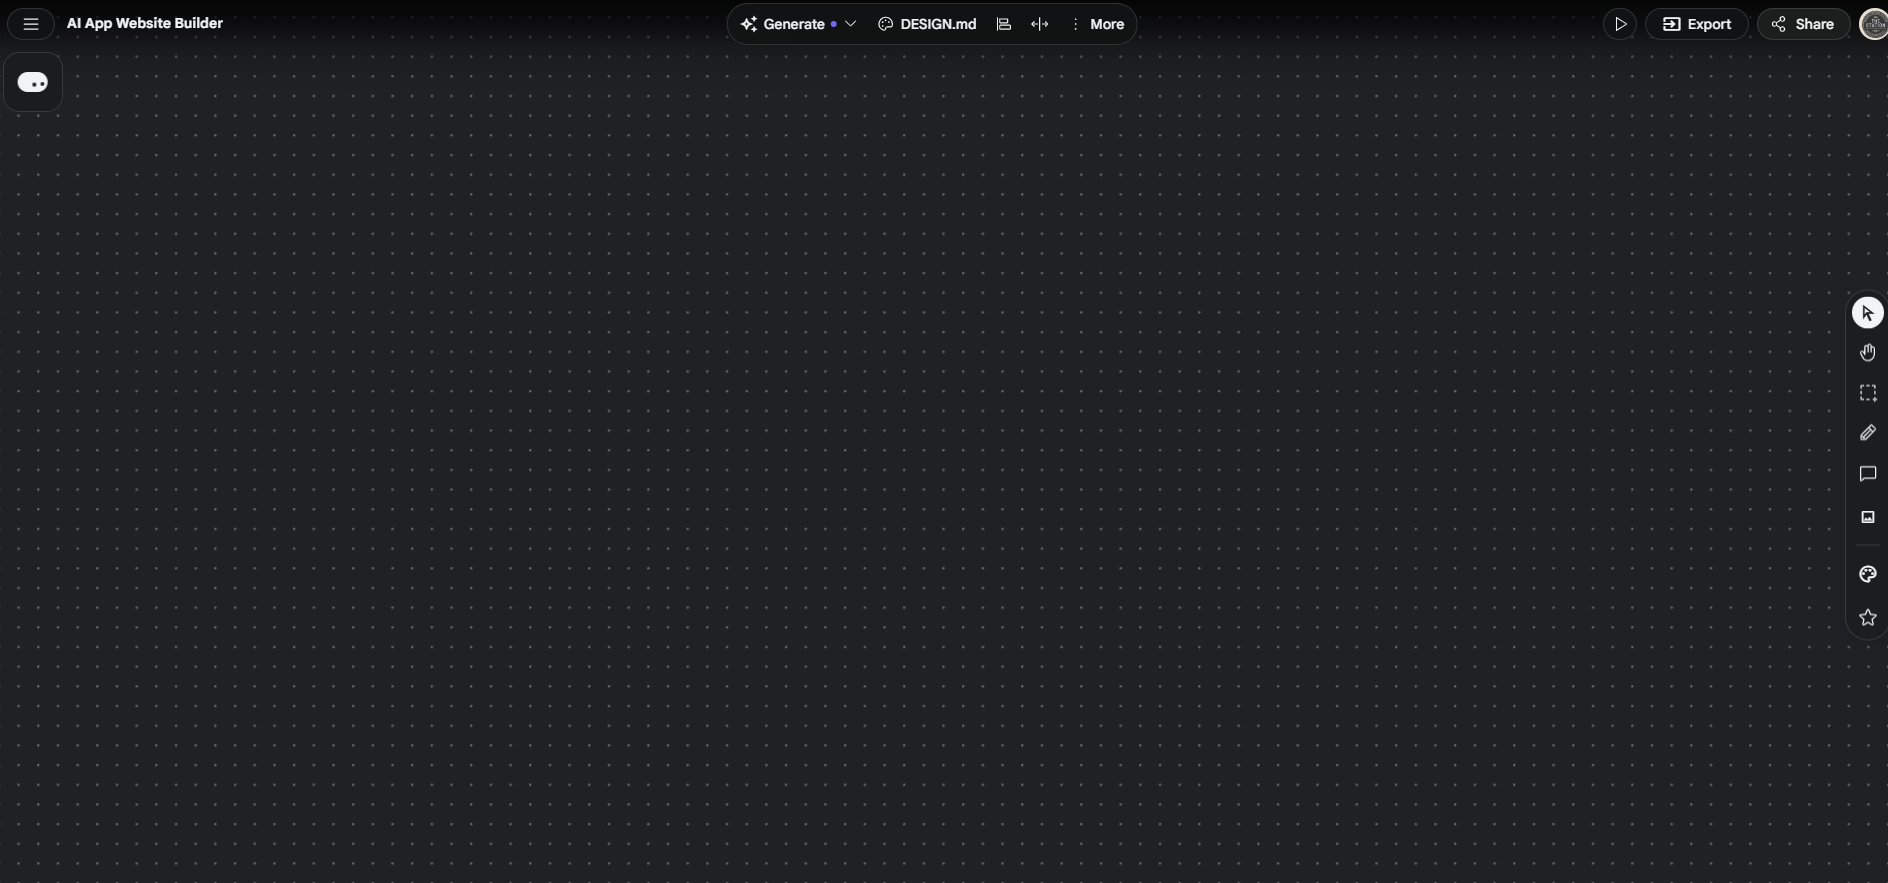 AI App Website Builder
Generate
DESIGN.md
More
Export
Share